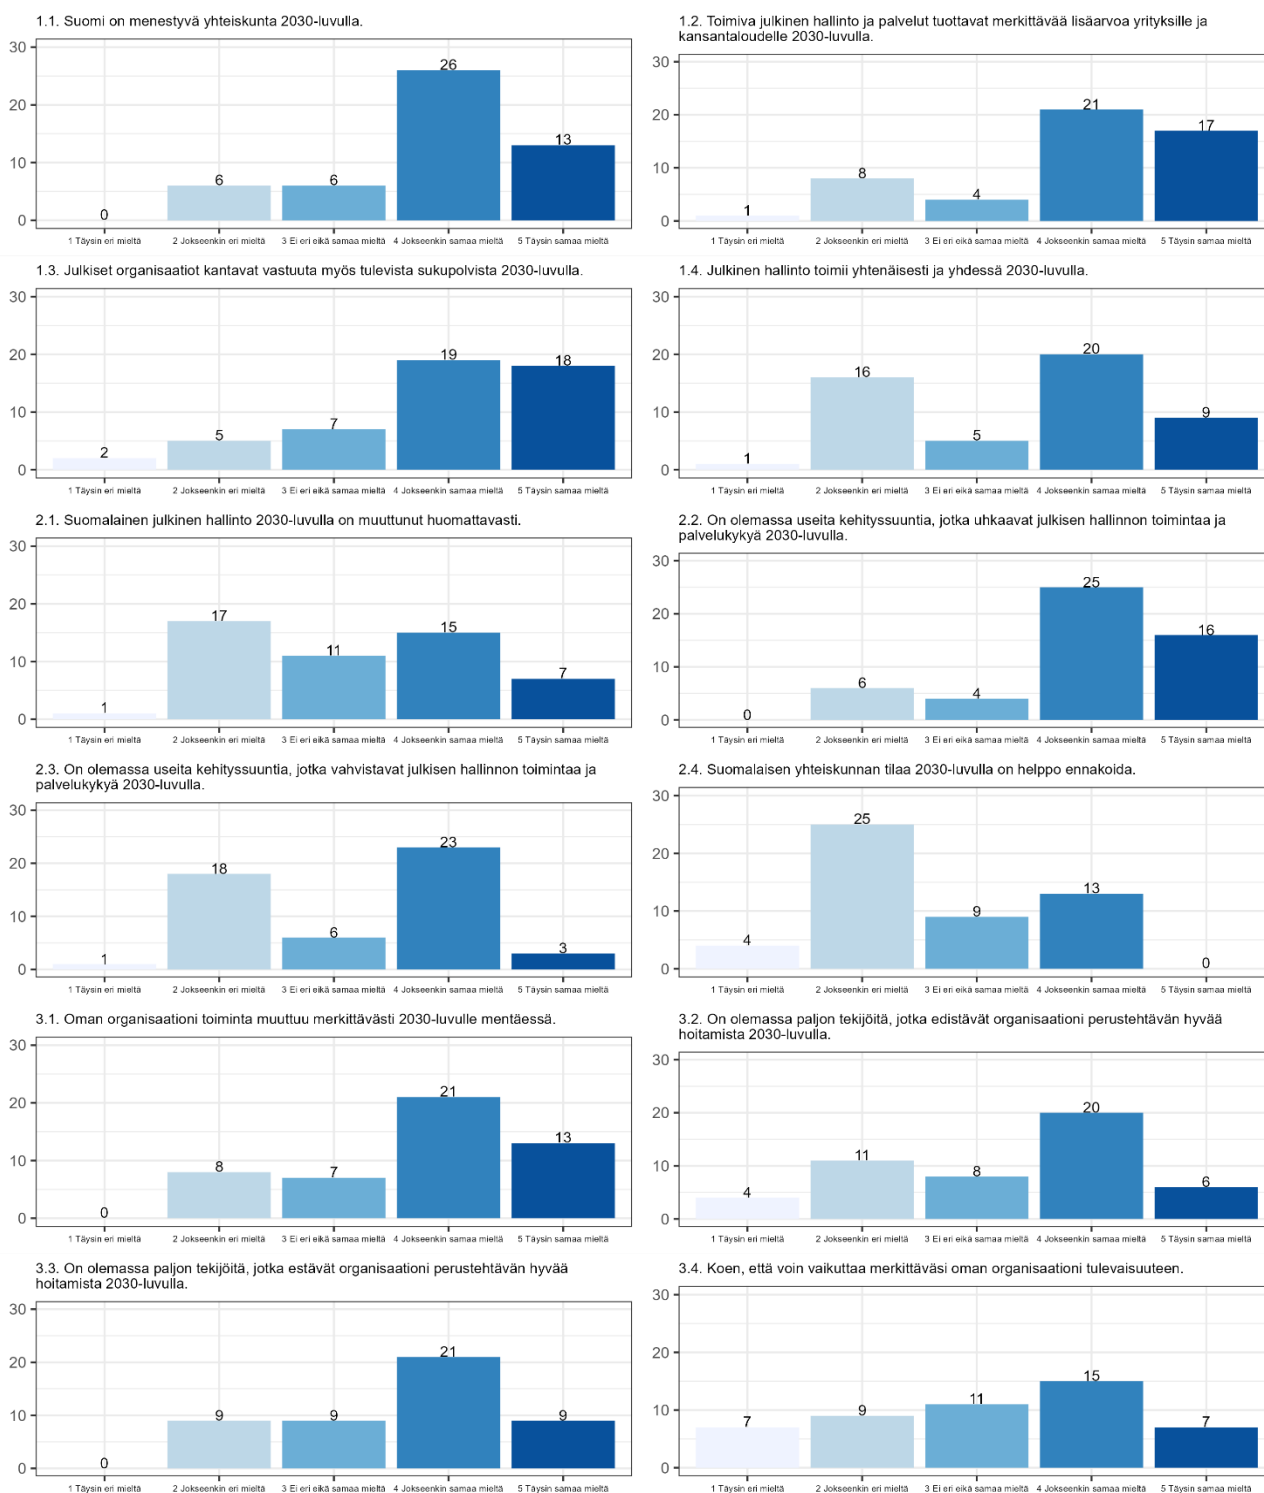 1.1. Suomi on menestyvä yhteiskunta 2030-luvulla.
30
20
10
0
0
6
6
26
13
1 Täysin eri mieltä
2 Jokseenkin eri mieltä
3 Ei eri eikä samaa mieltä
4 Jokseenkin samaa mieltä
5 Täysin samaa mieltä
1.2. Toimiva julkinen hallinto ja palvelut tuottavat merkittävää lisäarvoa yrityksille ja
kansantaloudelle 2030-luvulla.
30
20
10
0
1
8
4
21
17
1 Täysin eri mieltä
2 Jokseenkin eri mieltä
3 Ei eri eikä samaa mieltä
4 Jokseenkin samaa mieltä
5 Täysin samaa mieltä
1.3. Julkiset organisaatiot kantavat vastuuta myös tulevista sukupolvista 2030-luvulla.
30
20
10
0
2
5
7
19
18
1 Täysin eri mieltä
2 Jokseenkin eri mieltä
3 Ei eri eikä samaa mieltä
4 Jokseenkin samaa mieltä
5 Täysin samaa mieltä
1.4. Julkinen hallinto toimii yhtenäisesti ja yhdessä 2030-luvulla.
30
20
10
0
1
16
5
20
9
1 Täysin eri mieltä
2 Jokseenkin eri mieltä
3 Ei eri eikä samaa mieltä
4 Jokseenkin samaa mieltä
5 Täysin samaa mieltä
2.1. Suomalainen julkinen hallinto 2030-luvulla on muuttunut huomattavasti.
30
20
10
0
1
17
11
15
7
1 Täysin eri mieltä
2 Jokseenkin eri mieltä
3 Ei eri eikä samaa mieltä
4 Jokseenkin samaa mieltä
5 Täysin samaa mieltä
2.2. On olemassa useita kehityssuuntia, jotka uhkaavat julkisen hallinnon toimintaa ja
palvelukykyä 2030-luvulla.
30
20
10
0
0
6
4
25
16
1 Täysin eri mieltä
2 Jokseenkin eri mieltä
3 Ei eri eikä samaa mieltä
4 Jokseenkin samaa mieltä
5 Täysin samaa mieltä
2.3. On olemassa useita kehityssuuntia, jotka vahvistavat julkisen hallinnon toimintaa ja
palvelukykyä 2030-luvulla.
30
20
10
0
1
18
6
23
3
1 Täysin eri mieltä
2 Jokseenkin eri mieltä
3 Ei eri eikä samaa mieltä
4 Jokseenkin samaa mieltä
5 Täysin samaa mieltä
2.4. Suomalaisen yhteiskunnan tilaa 2030-luvulla on helppo ennakoida.
30
20
10
0
4
25
9
13
0
1 Täysin eri mieltä
2 Jokseenkin eri mieltä
3 Ei eri eikä samaa mieltä
4 Jokseenkin samaa mieltä
5 Täysin samaa mieltä
3.1. Oman organisaationi toiminta muuttuu merkittävästi 2030-luvulle mentäessä.
30
20
10
0
0
8
7
21
13
1 Täysin eri mieltä
2 Jokseenkin eri mieltä
3 Ei eri eikä samaa mieltä
4 Jokseenkin samaa mieltä
5 Täysin samaa mieltä
3.2. On olemassa paljon tekijöitä, jotka edistävät organisaationi perustehtävän hyvää
hoitamista 2030-luvulla.
30
20
10
0
4
11
8
20
6
1 Täysin eri mieltä
2 Jokseenkin eri mieltä
3 Ei eri eikä samaa mieltä
4 Jokseenkin samaa mieltä
5 Täysin samaa mieltä
3.3. On olemassa paljon tekijöitä, jotka estävät organisaationi perustehtävän hyvää
hoitamista 2030-luvulla.
30
20
10
0
0
9
9
21
9
1 Täysin eri mieltä
2 Jokseenkin eri mieltä
3 Ei eri eikä samaa mieltä
4 Jokseenkin samaa mieltä
5 Täysin samaa mieltä
3.4. Koen, että voin vaikuttaa merkittäväsi oman organisaationi tulevaisuuteen.
30
20
10
0
7
9
11
15
7
1 Täysin eri mieltä
2 Jokseenkin eri mieltä
3 Ei eri eikä samaa mieltä
4 Jokseenkin samaa mieltä
5 Täysin samaa mieltä